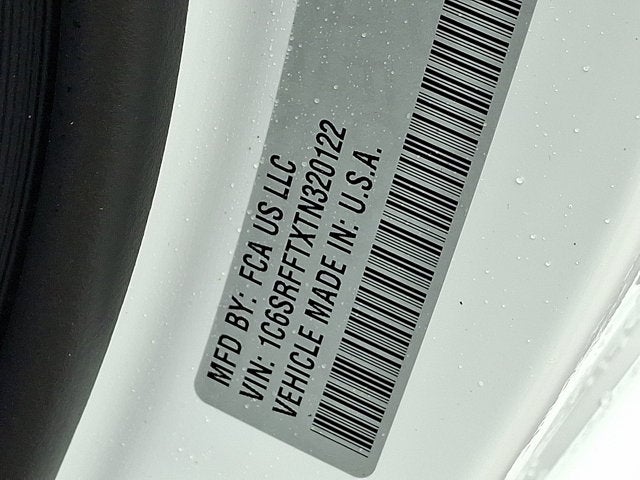 MFD BY: FCA US LLC
VIN: 1C6SRFFTXTN320122
VEHICLE MADE IN: U.S.A.